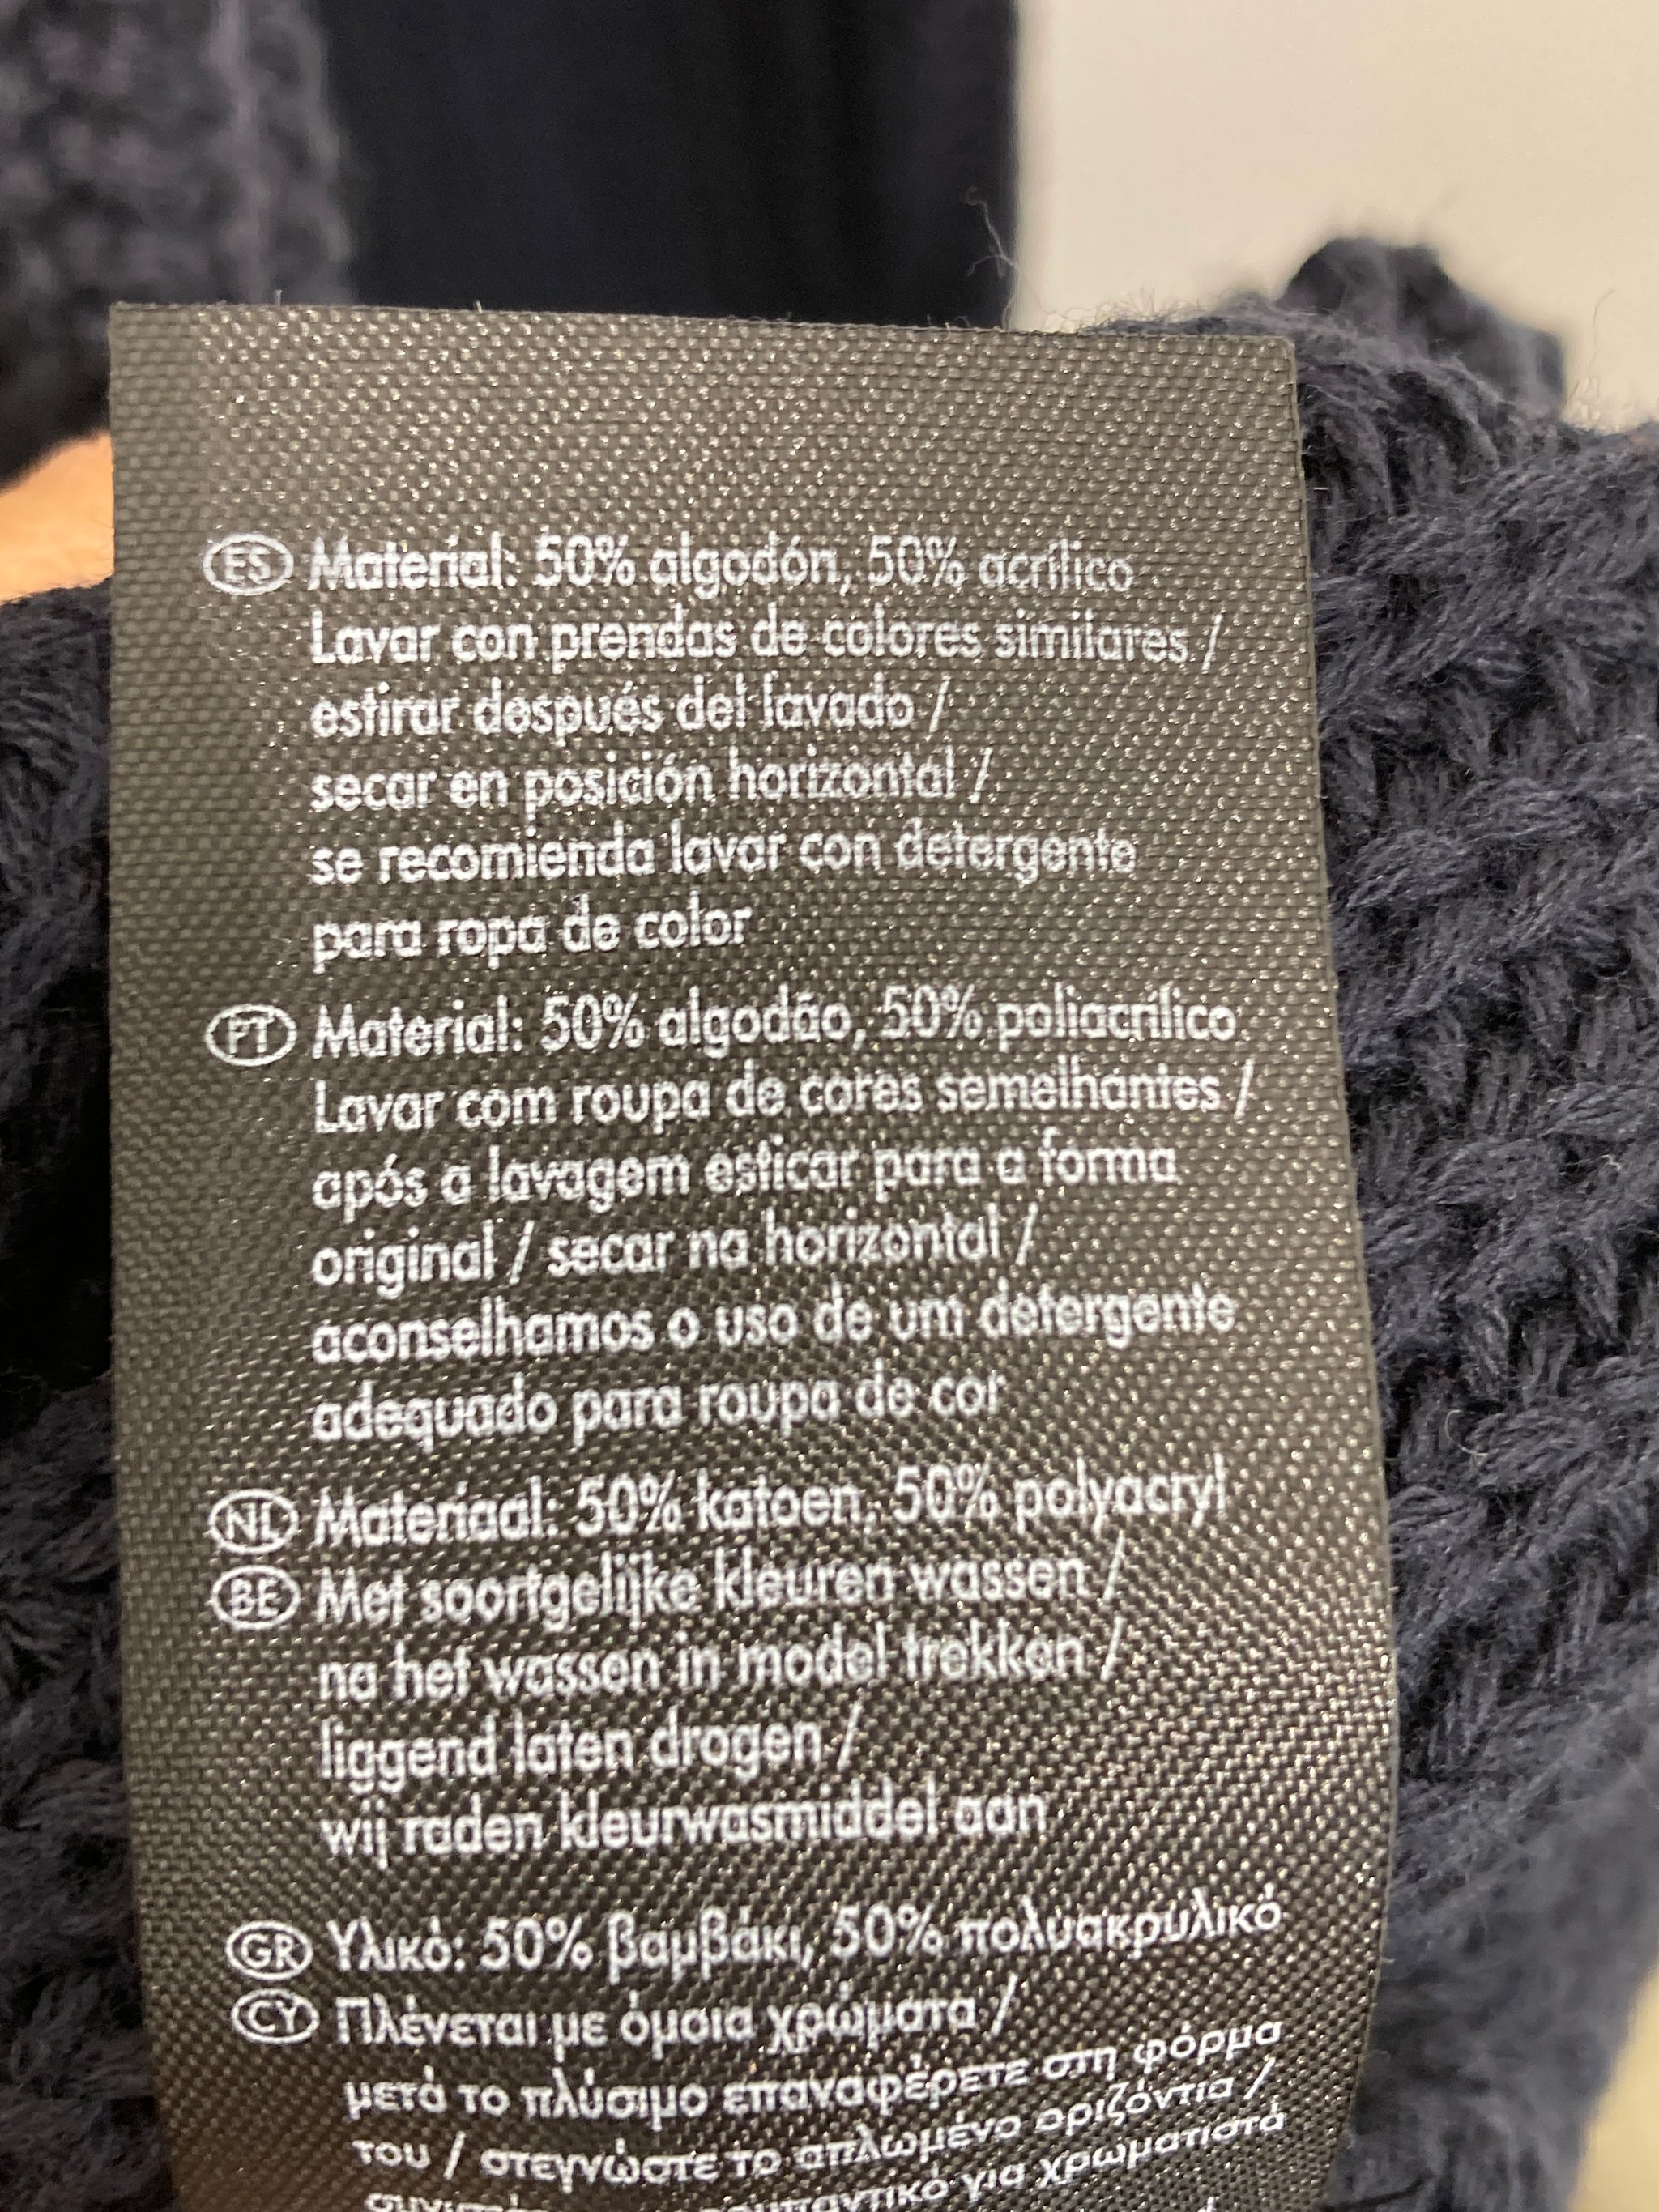 ES Material: 50% algodón, 50% acrílico
Lavar con prendas de colores similares /
estirar después del lavado /
secar en posición horizontal /
se recomienda lavar con detergente
para ropa de color
PT Material: 50% algodão, 50% poliacrílico
Lavar com roupa de cores semelhantes /
após a lavagem esticar para a forma
original / secar na horizontal /
aconselhamos o uso de um detergente
adequado para roupa de cor
NL Materiaal: 50% katoen, 50% polyacryl
BE Met soortgelijke kleuren wassen /
na het wassen in model trekken /
liggend laten drogen /
wij raden kleurwasmiddel aan
GR Υλικό: 50% βαμβάκι, 50% πολυακρυλικό
CY Πλένεται με όμοια χρώματα /
μετά το πλύσιμο επαναφέρετε στη φόρμα
του / στεγνώστε το απλωμένο οριζόντια /
για χρωματιστά